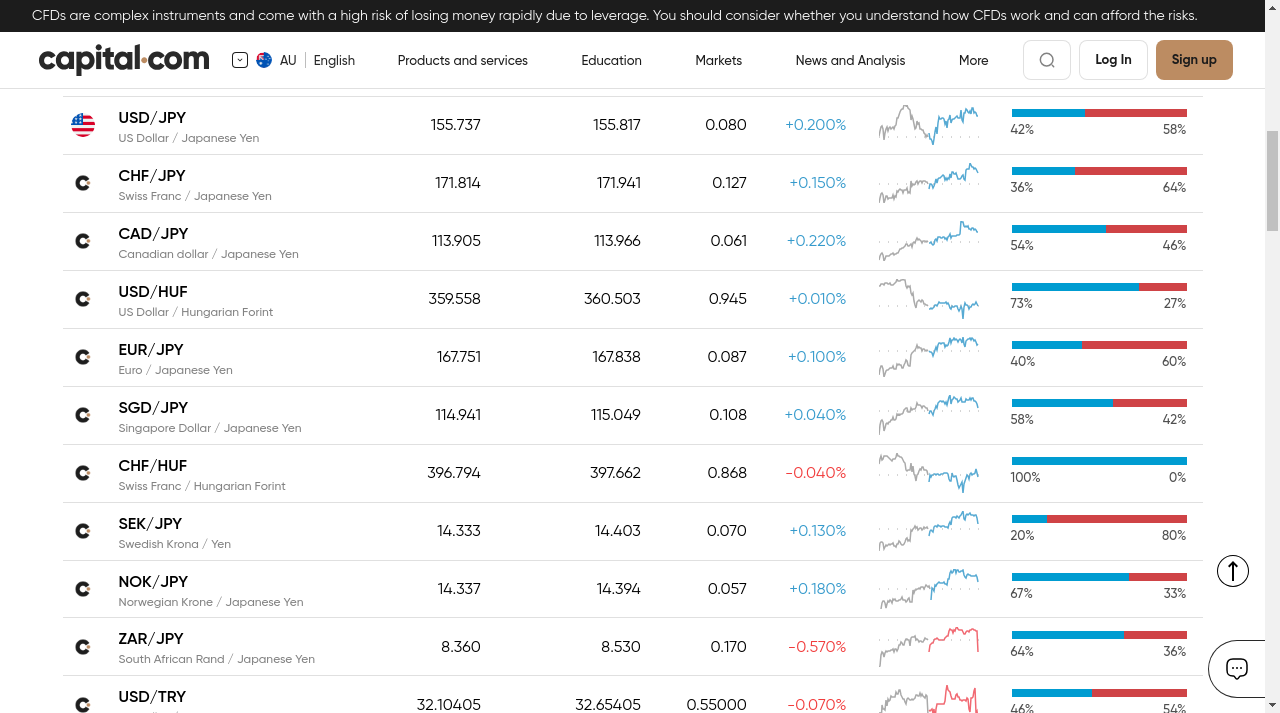 CFDs are complex instruments and come with a high risk of losing money rapidly due to leverage. You should consider whether you understand how CFDs work and can afford the risks.
capital.com AU English Products and services Education Markets News and Analysis More Log In Sign up
USD/JPY 155.737 155.817 0.080 +0.200%
US Dollar / Japanese Yen 42% 58%
CHF/JPY 171.814 171.941 0.127 +0.150%
Swiss Franc / Japanese Yen 36% 64%
CAD/JPY 113.905 113.966 0.061 +0.220%
Canadian dollar / Japanese Yen 54% 46%
USD/HUF 359.558 360.503 0.945 +0.010%
US Dollar / Hungarian Forint 73% 27%
EUR/JPY 167.751 167.838 0.087 +0.100%
Euro / Japanese Yen 40% 60%
SGD/JPY 114.941 115.049 0.108 +0.040%
Singapore Dollar / Japanese Yen 58% 42%
CHF/HUF 396.794 397.662 0.868 -0.040%
Swiss Franc / Hungarian Forint 100% 0%
SEK/JPY 14.333 14.403 0.070 +0.130%
Swedish Krona / Yen 20% 80%
NOK/JPY 14.337 14.394 0.057 +0.180%
Norwegian Krone / Japanese Yen 67% 33%
ZAR/JPY 8.360 8.530 0.170 -0.570%
South African Rand / Japanese Yen 64% 36%
USD/TRY 32.10405 32.65405 0.55000 -0.070%
46% 54%